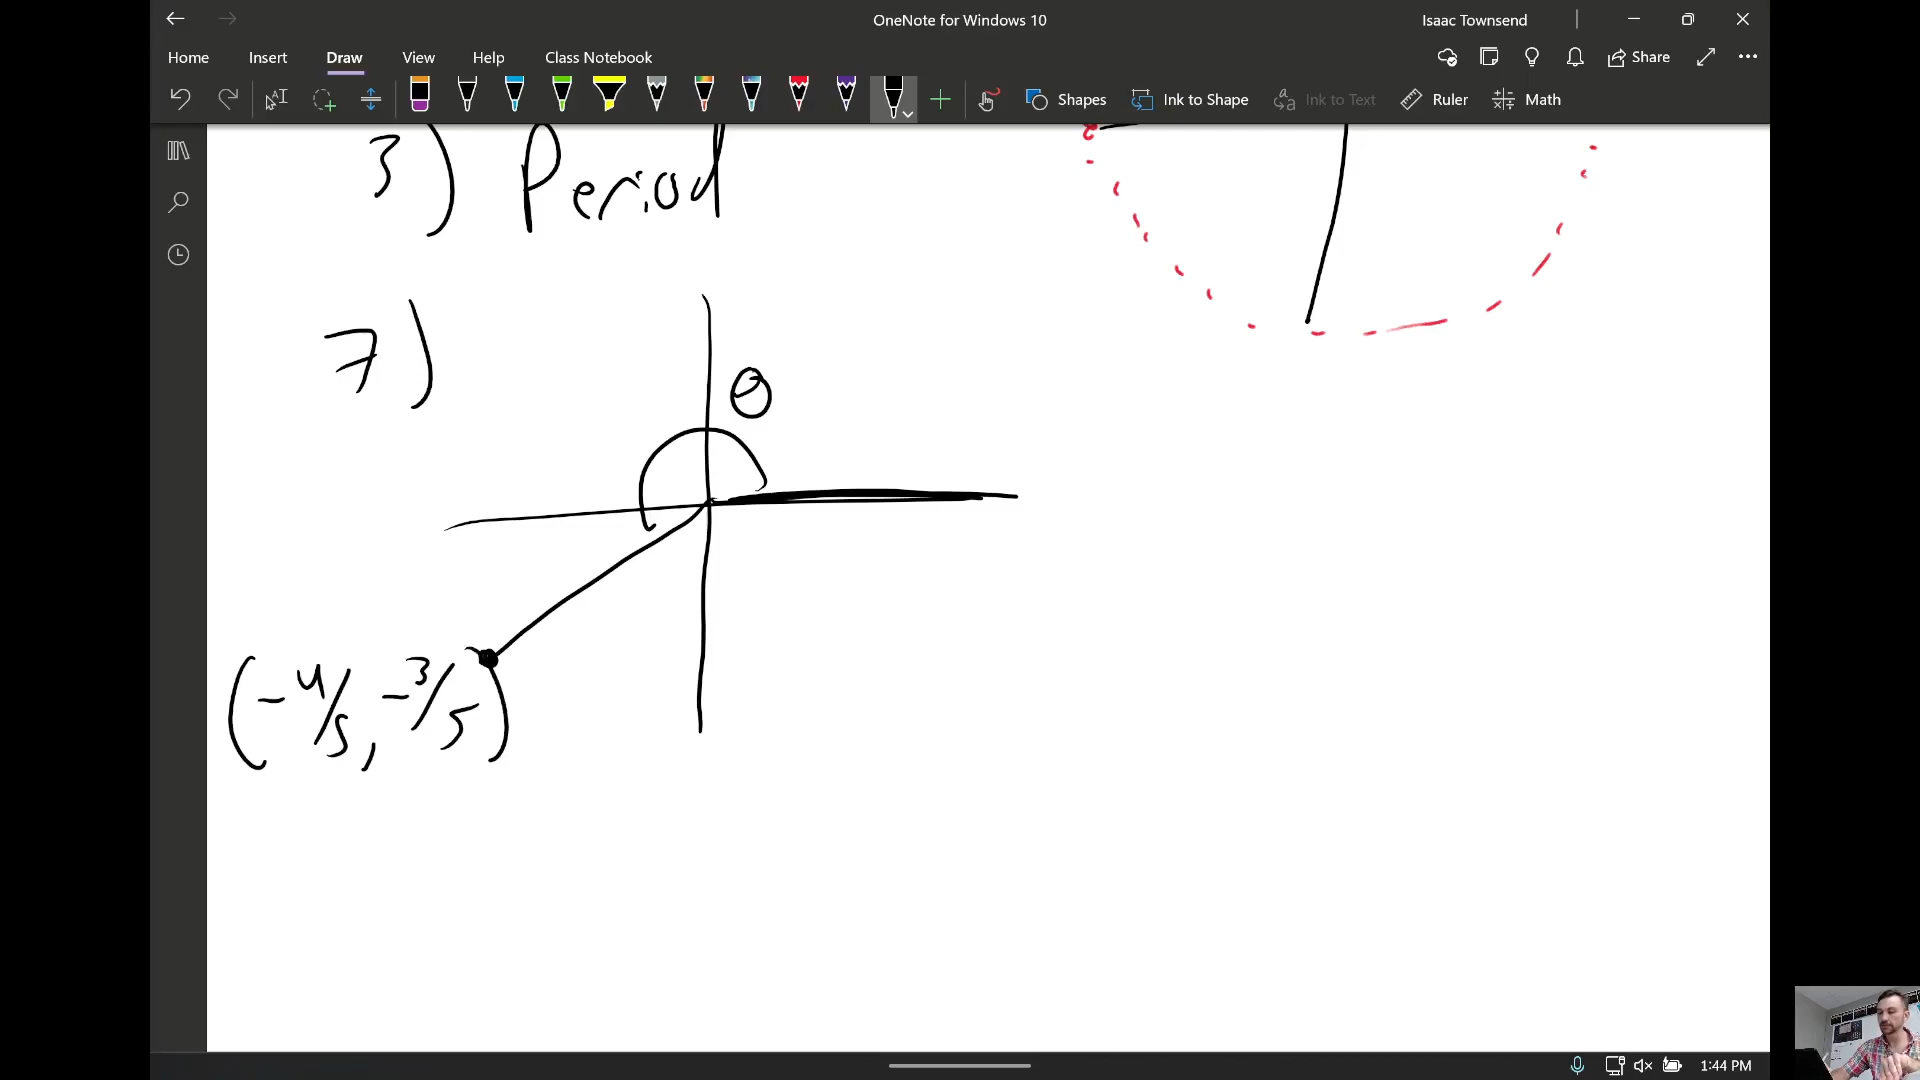 OneNote for Windows 10
Isaac Townsend
Home Insert Draw View Help Class Notebook
Share
Shapes Ink to Shape Ink to Text Ruler Math
3) Period
7)
θ
(-4/5, -3/5)
1:44 PM